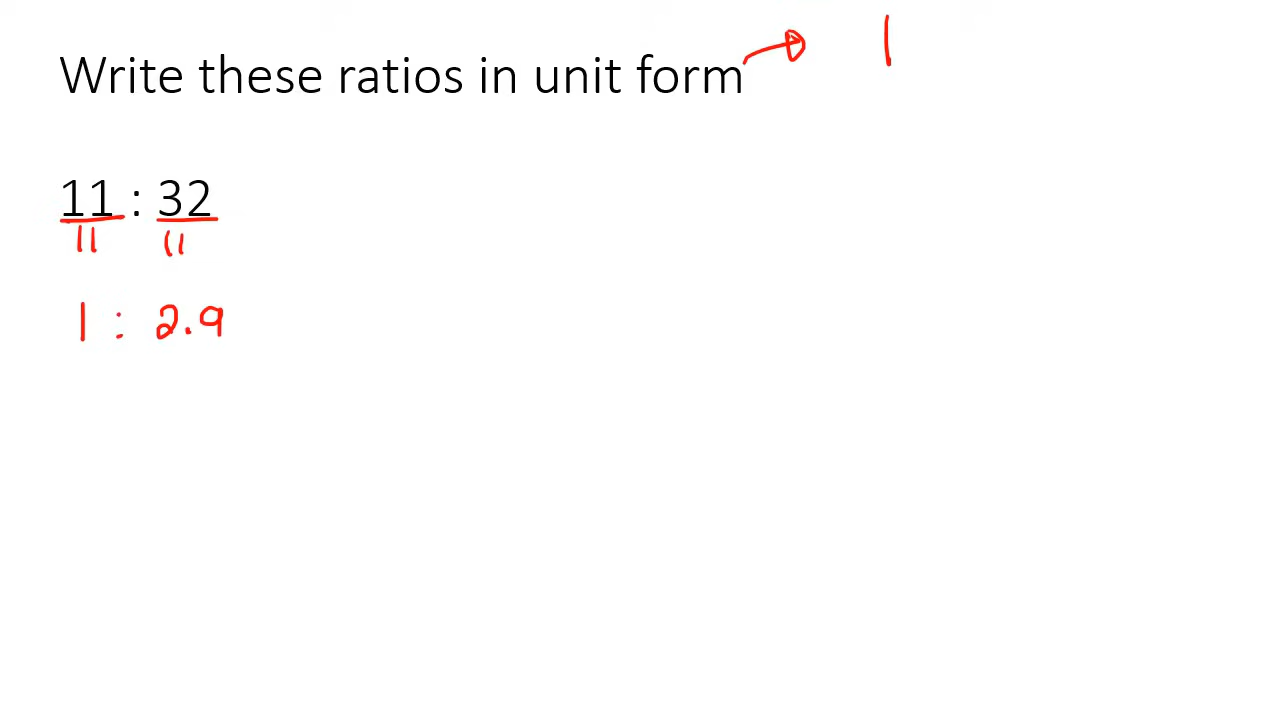 Write these ratios in unit form → 1
11 : 32
11 11
1 : 2.9